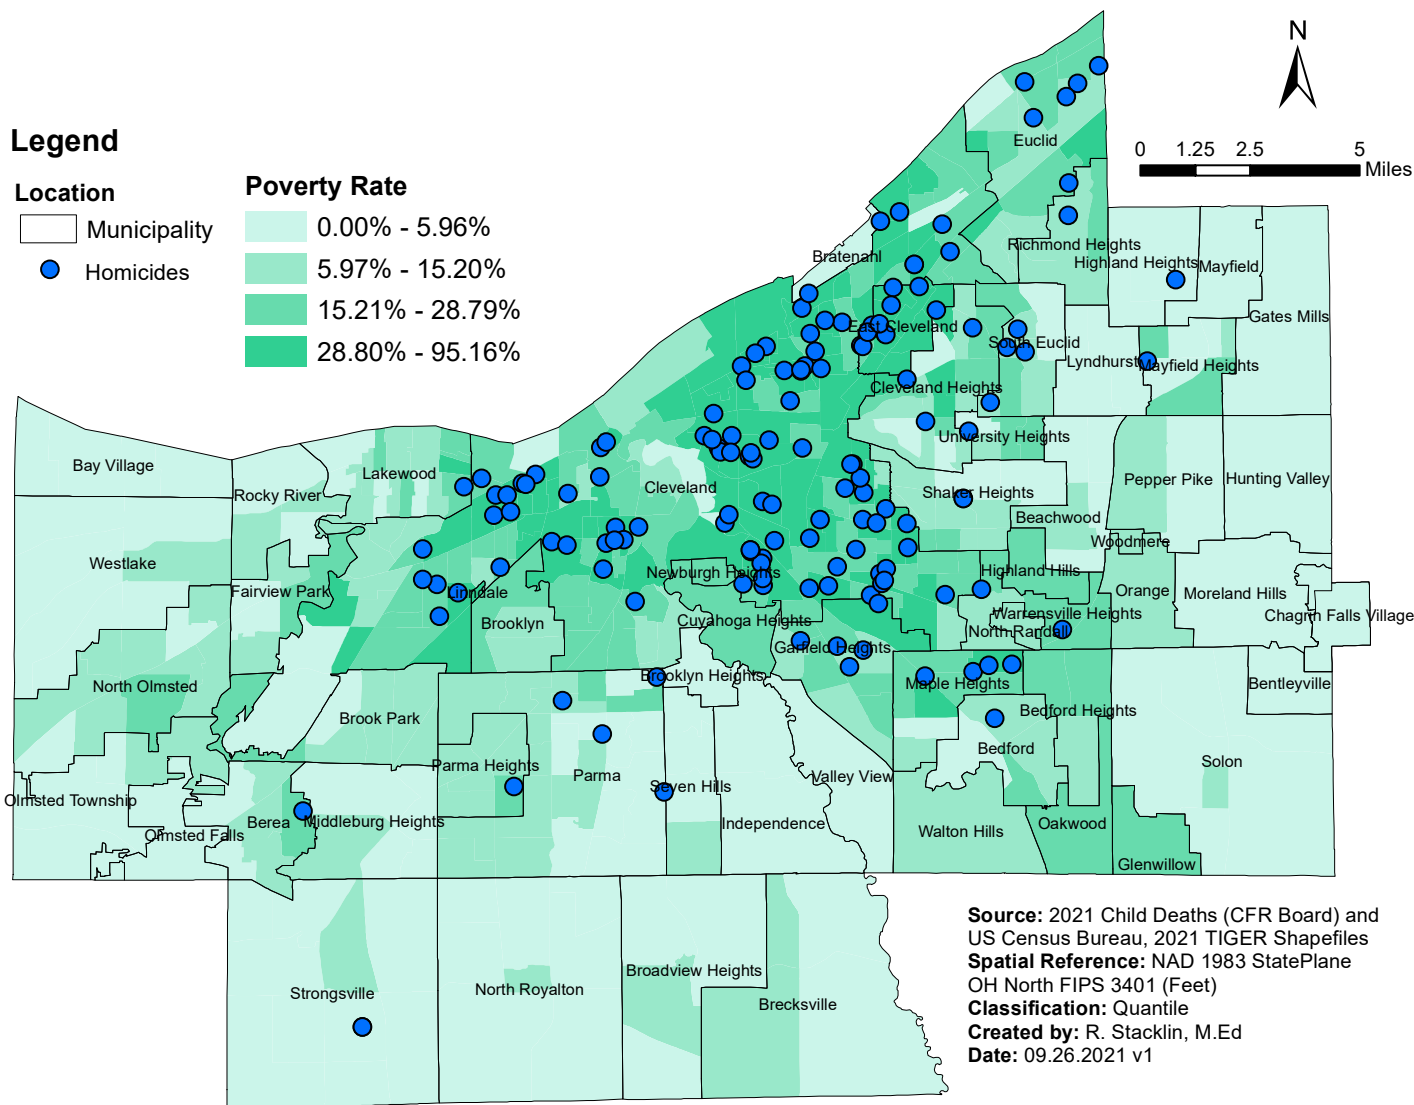 N
Legend
Location
Municipality
Homicides
Poverty Rate
0.00% - 5.96%
5.97% - 15.20%
15.21% - 28.79%
28.80% - 95.16%
0 1.25 2.5 5
Miles
Euclid
Richmond Heights
Highland Heights
Mayfield
Bratenahl
Gates Mills
East Cleveland
South Euclid
Lyndhurst
Mayfield Heights
Cleveland Heights
University Heights
Bay Village
Lakewood
Rocky River
Cleveland
Shaker Heights
Pepper Pike
Hunting Valley
Beachwood
Woodmere
Westlake
Fairview Park
Linndale
Newburgh Heights
Highland Hills
Orange
Moreland Hills
Chagrin Falls Village
Brooklyn
Cuyahoga Heights
Warrensville Heights
North Randall
Garfield Heights
North Olmsted
Brooklyn Heights
Maple Heights
Bentleyville
Brook Park
Bedford Heights
Bedford
Solon
Parma Heights
Parma
Seven Hills
Valley View
Olmsted Township
Olmsted Falls
Berea
Middleburg Heights
Independence
Walton Hills
Oakwood
Glenwillow
Strongsville
North Royalton
Broadview Heights
Brecksville
Source: 2021 Child Deaths (CFR Board) and
US Census Bureau, 2021 TIGER Shapefiles
Spatial Reference: NAD 1983 StatePlane
OH North FIPS 3401 (Feet)
Classification: Quantile
Created by: R. Stacklin, M.Ed
Date: 09.26.2021 v1